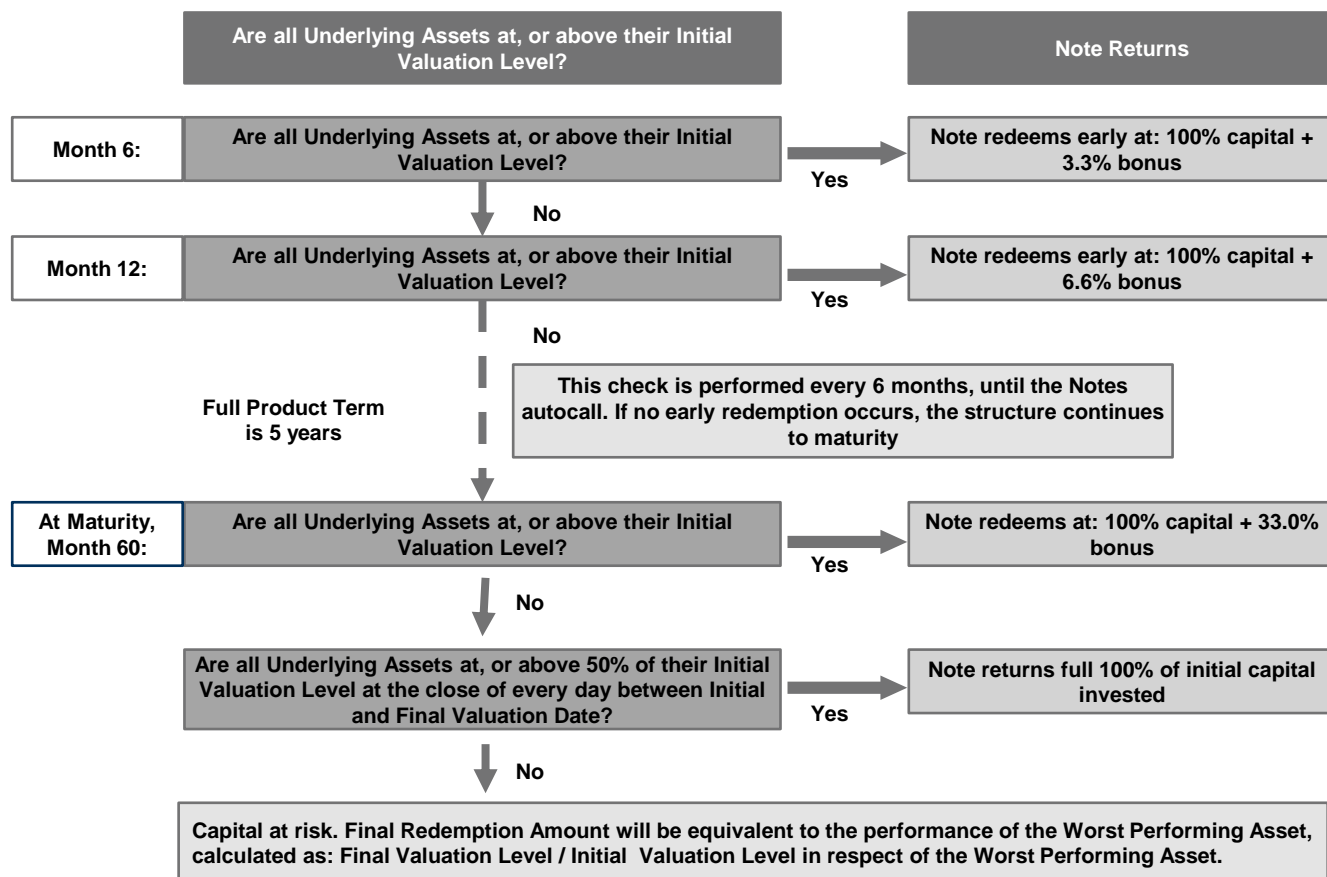 Are all Underlying Assets at, or above their Initial
Valuation Level?
Note Returns
Month 6:
Are all Underlying Assets at, or above their Initial
Valuation Level?
Yes
Note redeems early at: 100% capital +
3.3% bonus
No
Month 12:
Are all Underlying Assets at, or above their Initial
Valuation Level?
Yes
Note redeems early at: 100% capital +
6.6% bonus
No
Full Product Term
is 5 years
This check is performed every 6 months, until the Notes
autocall. If no early redemption occurs, the structure continues
to maturity
At Maturity,
Month 60:
Are all Underlying Assets at, or above their Initial
Valuation Level?
Yes
Note redeems at: 100% capital + 33.0%
bonus
No
Are all Underlying Assets at, or above 50% of their Initial
Valuation Level at the close of every day between Initial
and Final Valuation Date?
Yes
Note returns full 100% of initial capital
invested
No
Capital at risk. Final Redemption Amount will be equivalent to the performance of the Worst Performing Asset,
calculated as: Final Valuation Level / Initial Valuation Level in respect of the Worst Performing Asset.